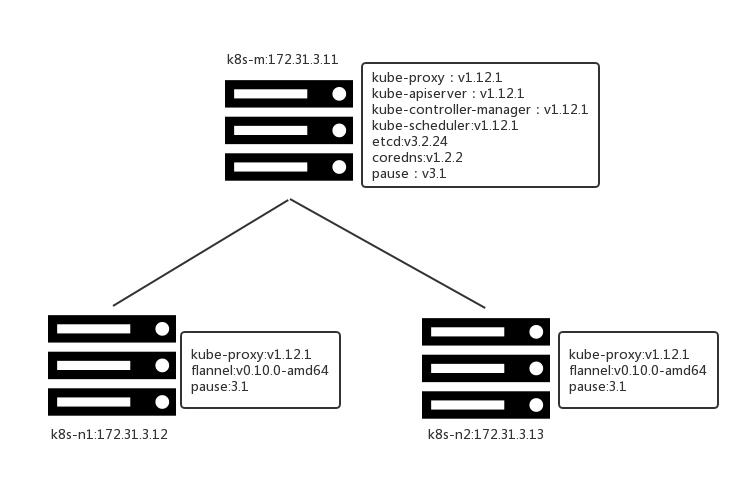 k8s-m:172.31.3.11
kube-proxy：v1.12.1
kube-apiserver：v1.12.1
kube-controller-manager：v1.12.1
kube-scheduler:v1.12.1
etcd:v3.2.24
coredns:v1.2.2
pause：v3.1
kube-proxy:v1.12.1
flannel:v0.10.0-amd64
pause:3.1
k8s-n1:172.31.3.12
kube-proxy:v1.12.1
flannel:v0.10.0-amd64
pause:3.1
k8s-n2:172.31.3.13